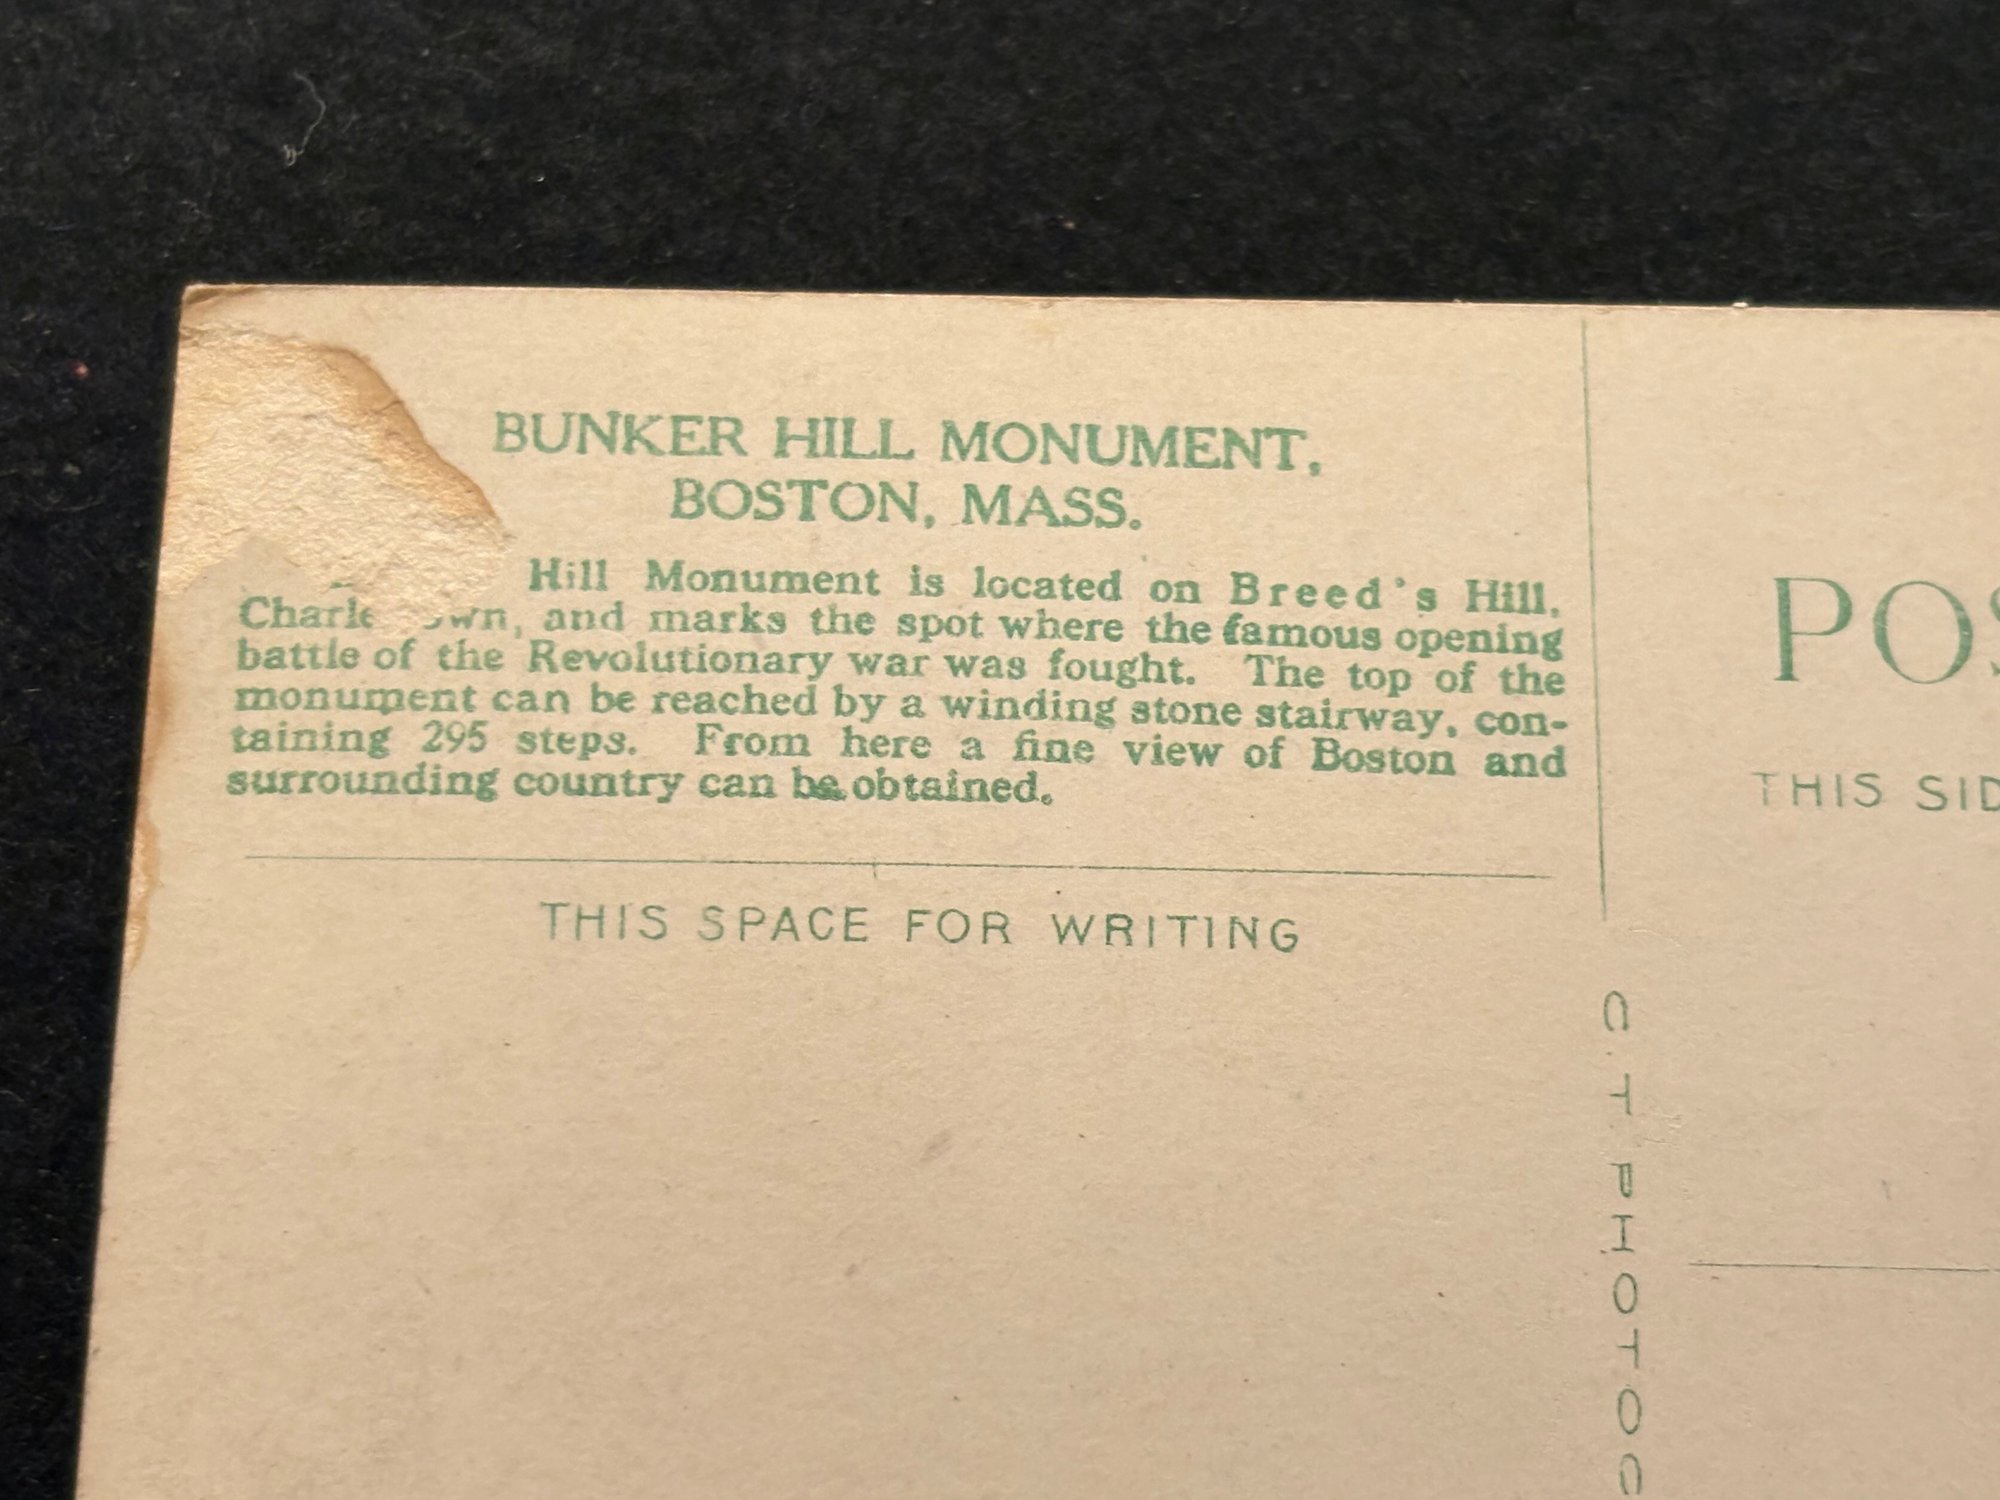 BUNKER HILL MONUMENT,
BOSTON, MASS.
Hill Monument is located on Breed's Hill,
and marks the spot where the famous opening
battle of the Revolutionary war was fought. The top of the
monument can be reached by a winding stone stairway, con-
taining 295 steps. From here a fine view of Boston and
surrounding country can be obtained.
THIS SPACE FOR WRITING
POS
THIS SID
C. T. PHOTOC